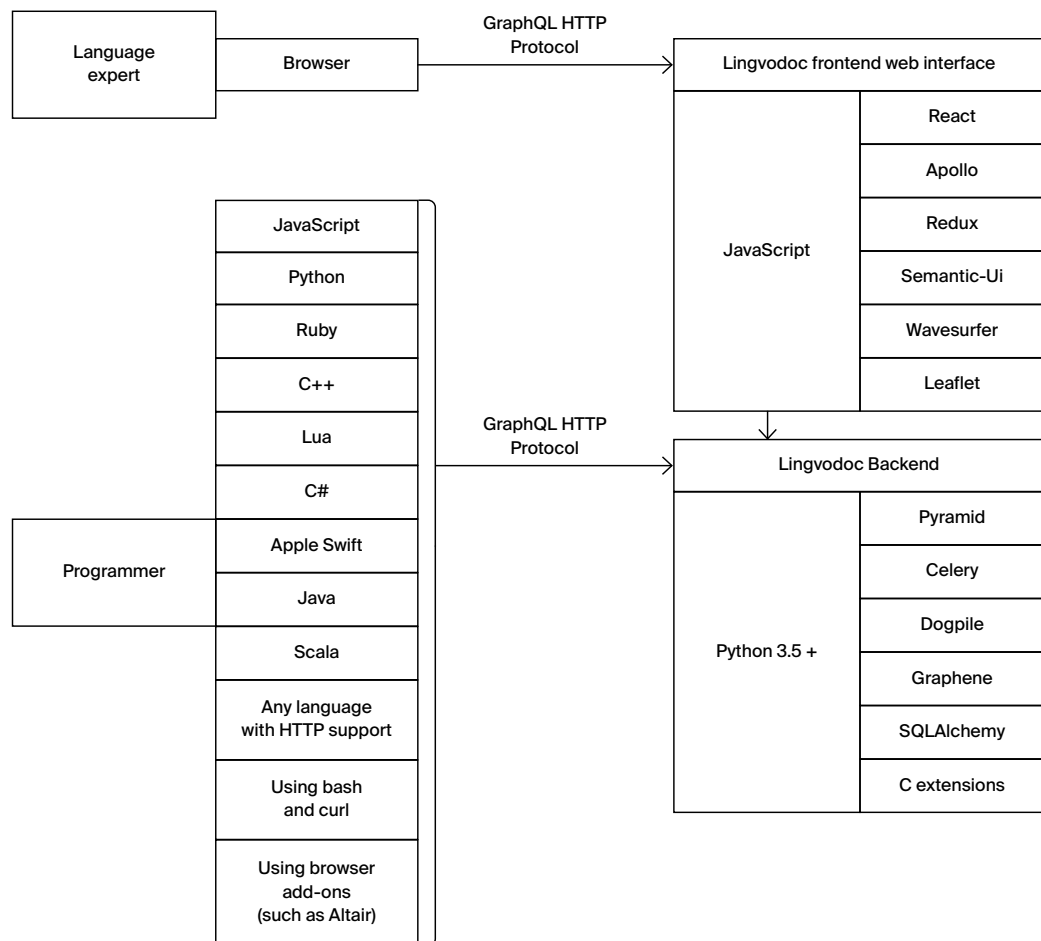 Language
expert
Browser
GraphQL HTTP
Protocol
Lingvodoc frontend web interface
JavaScript
React
Apollo
Redux
Semantic-Ui
Wavesurfer
Leaflet
Programmer
JavaScript
Python
Ruby
C++
Lua
C#
Apple Swift
Java
Scala
Any language
with HTTP support
Using bash
and curl
Using browser
add-ons
(such as Altair)
GraphQL HTTP
Protocol
Lingvodoc Backend
Python 3.5 +
Pyramid
Celery
Dogpile
Graphene
SQLAlchemy
C extensions